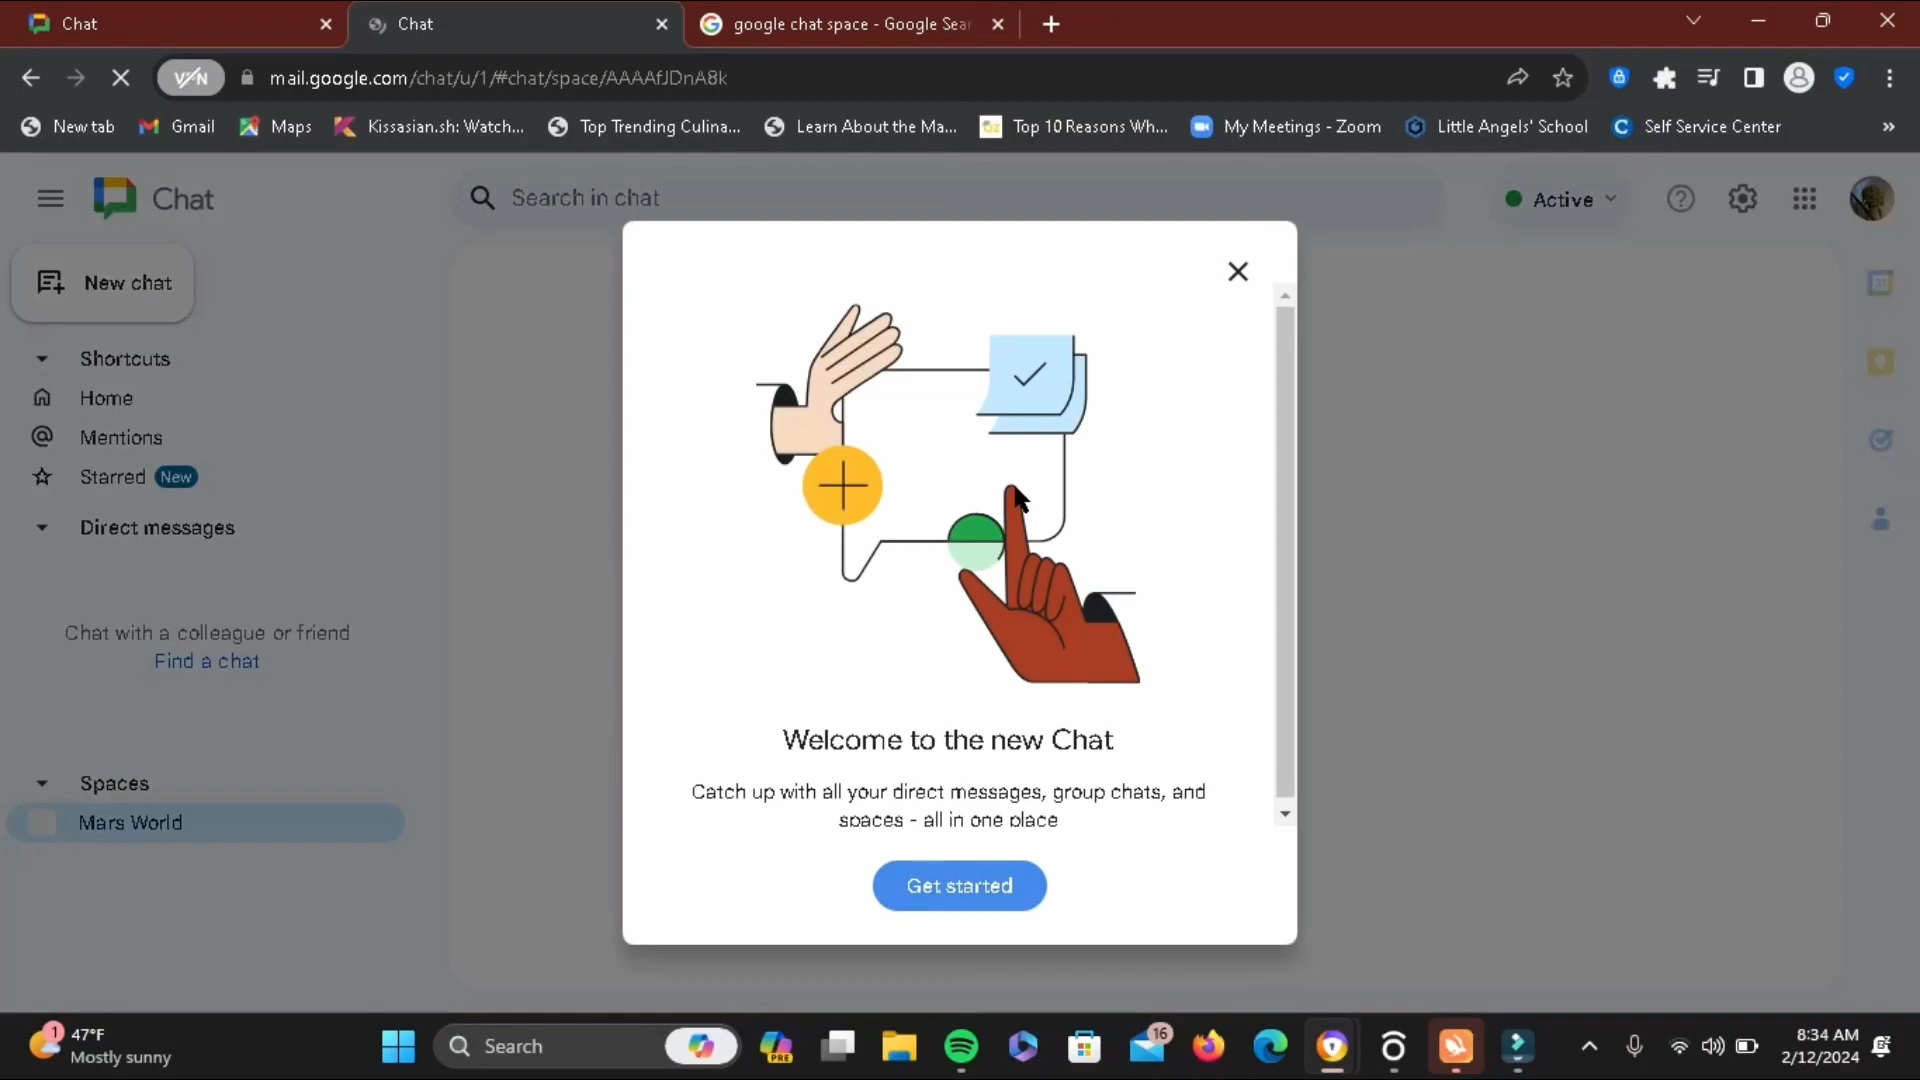 Chat
Chat
google chat space - Google Sear
VPN
mail.google.com/chat/u/1/#chat/space/AAAAfJDnA8k
New tab
Gmail
Maps
Kissasian.sh: Watch...
Top Trending Culina...
Learn About the Ma...
Top 10 Reasons Wh...
My Meetings - Zoom
Little Angels' School
Self Service Center
Chat
Search in chat
Active
New chat
Shortcuts
Home
Mentions
Starred New
Direct messages
Chat with a colleague or friend
Find a chat
Spaces
Mars World
Welcome to the new Chat
Catch up with all your direct messages, group chats, and
spaces - all in one place
Get started
1
47°F
Mostly sunny
Search
PRE
16
8:34 AM
2/12/2024